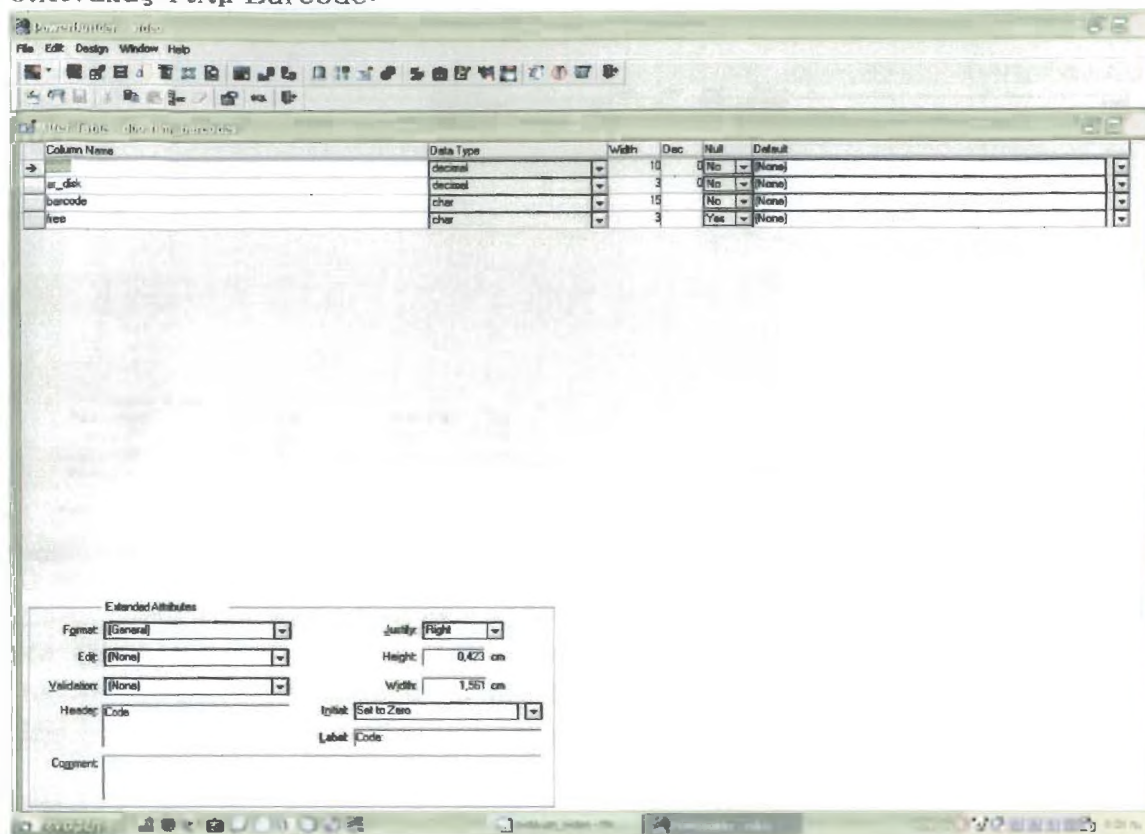 File Edit Design Window Help
Column Name Data Type Width Dec Null Default
decimal 10 0 No (None)
ar_disk decimal 3 0 No (None)
barcode char 15 No (None)
free char 3 Yes (None)
Extended Attributes
Format: [General] Justify: Right
Edit: (None) Height: 0,423 cm
Validation: (None) Width: 1,561 cm
Header: Code Initial: Set to Zero
Label: Code:
Comment: